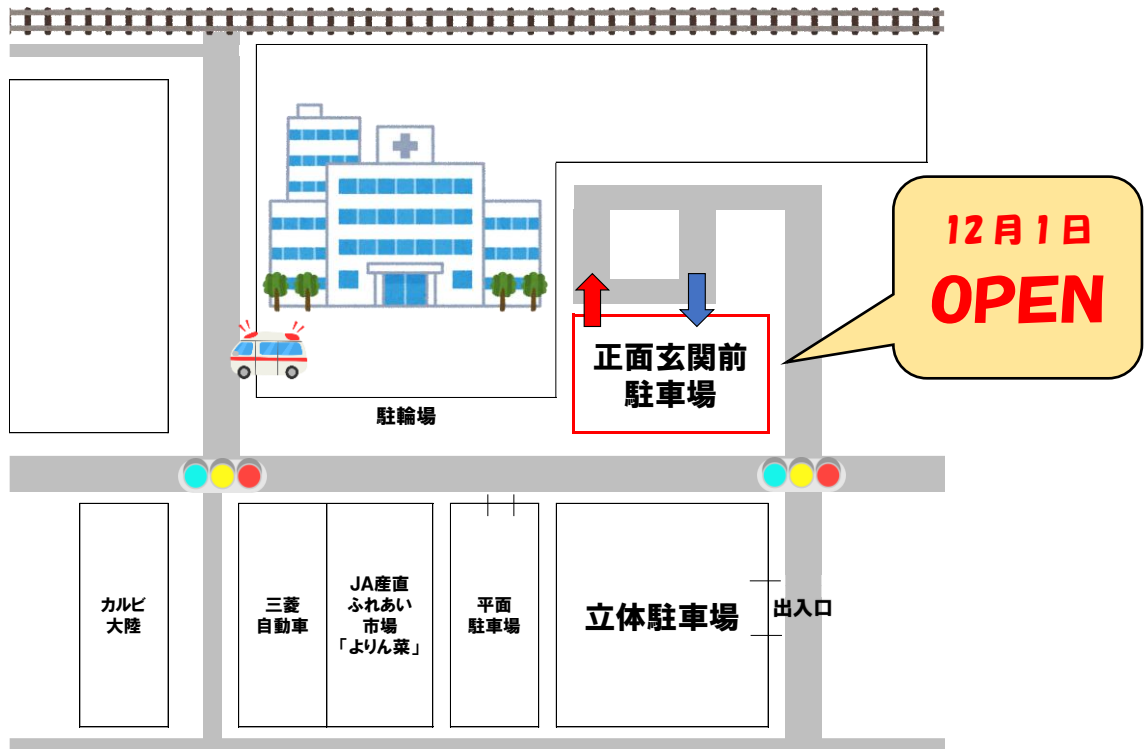 12月1日
OPEN
正面玄関前
駐車場
駐輪場
カルビ
大陸
三菱
自動車
JA産直
ふれあい
市場
「よりん菜」
平面
駐車場
立体駐車場
出入口